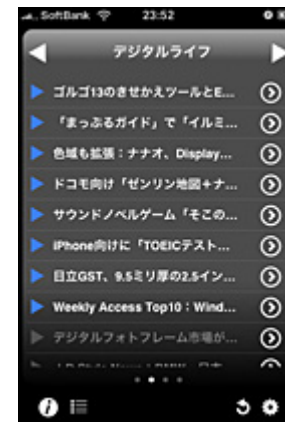 SoftBank 23:52
デジタルライフ
ゴルゴ13のきせかえツールとE...
「まっぷるガイド」で「イルミ...
色域も拡張：ナナオ、Display...
ドコモ向け「ゼンリン地図+ナ...
サウンドノベルゲーム「そこの...
iPhone向けに「TOEICテスト...
日立GST、9.5ミリ厚の2.5イン...
Weekly Access Top10：Wind...
デジタルフォトフレーム市場が...